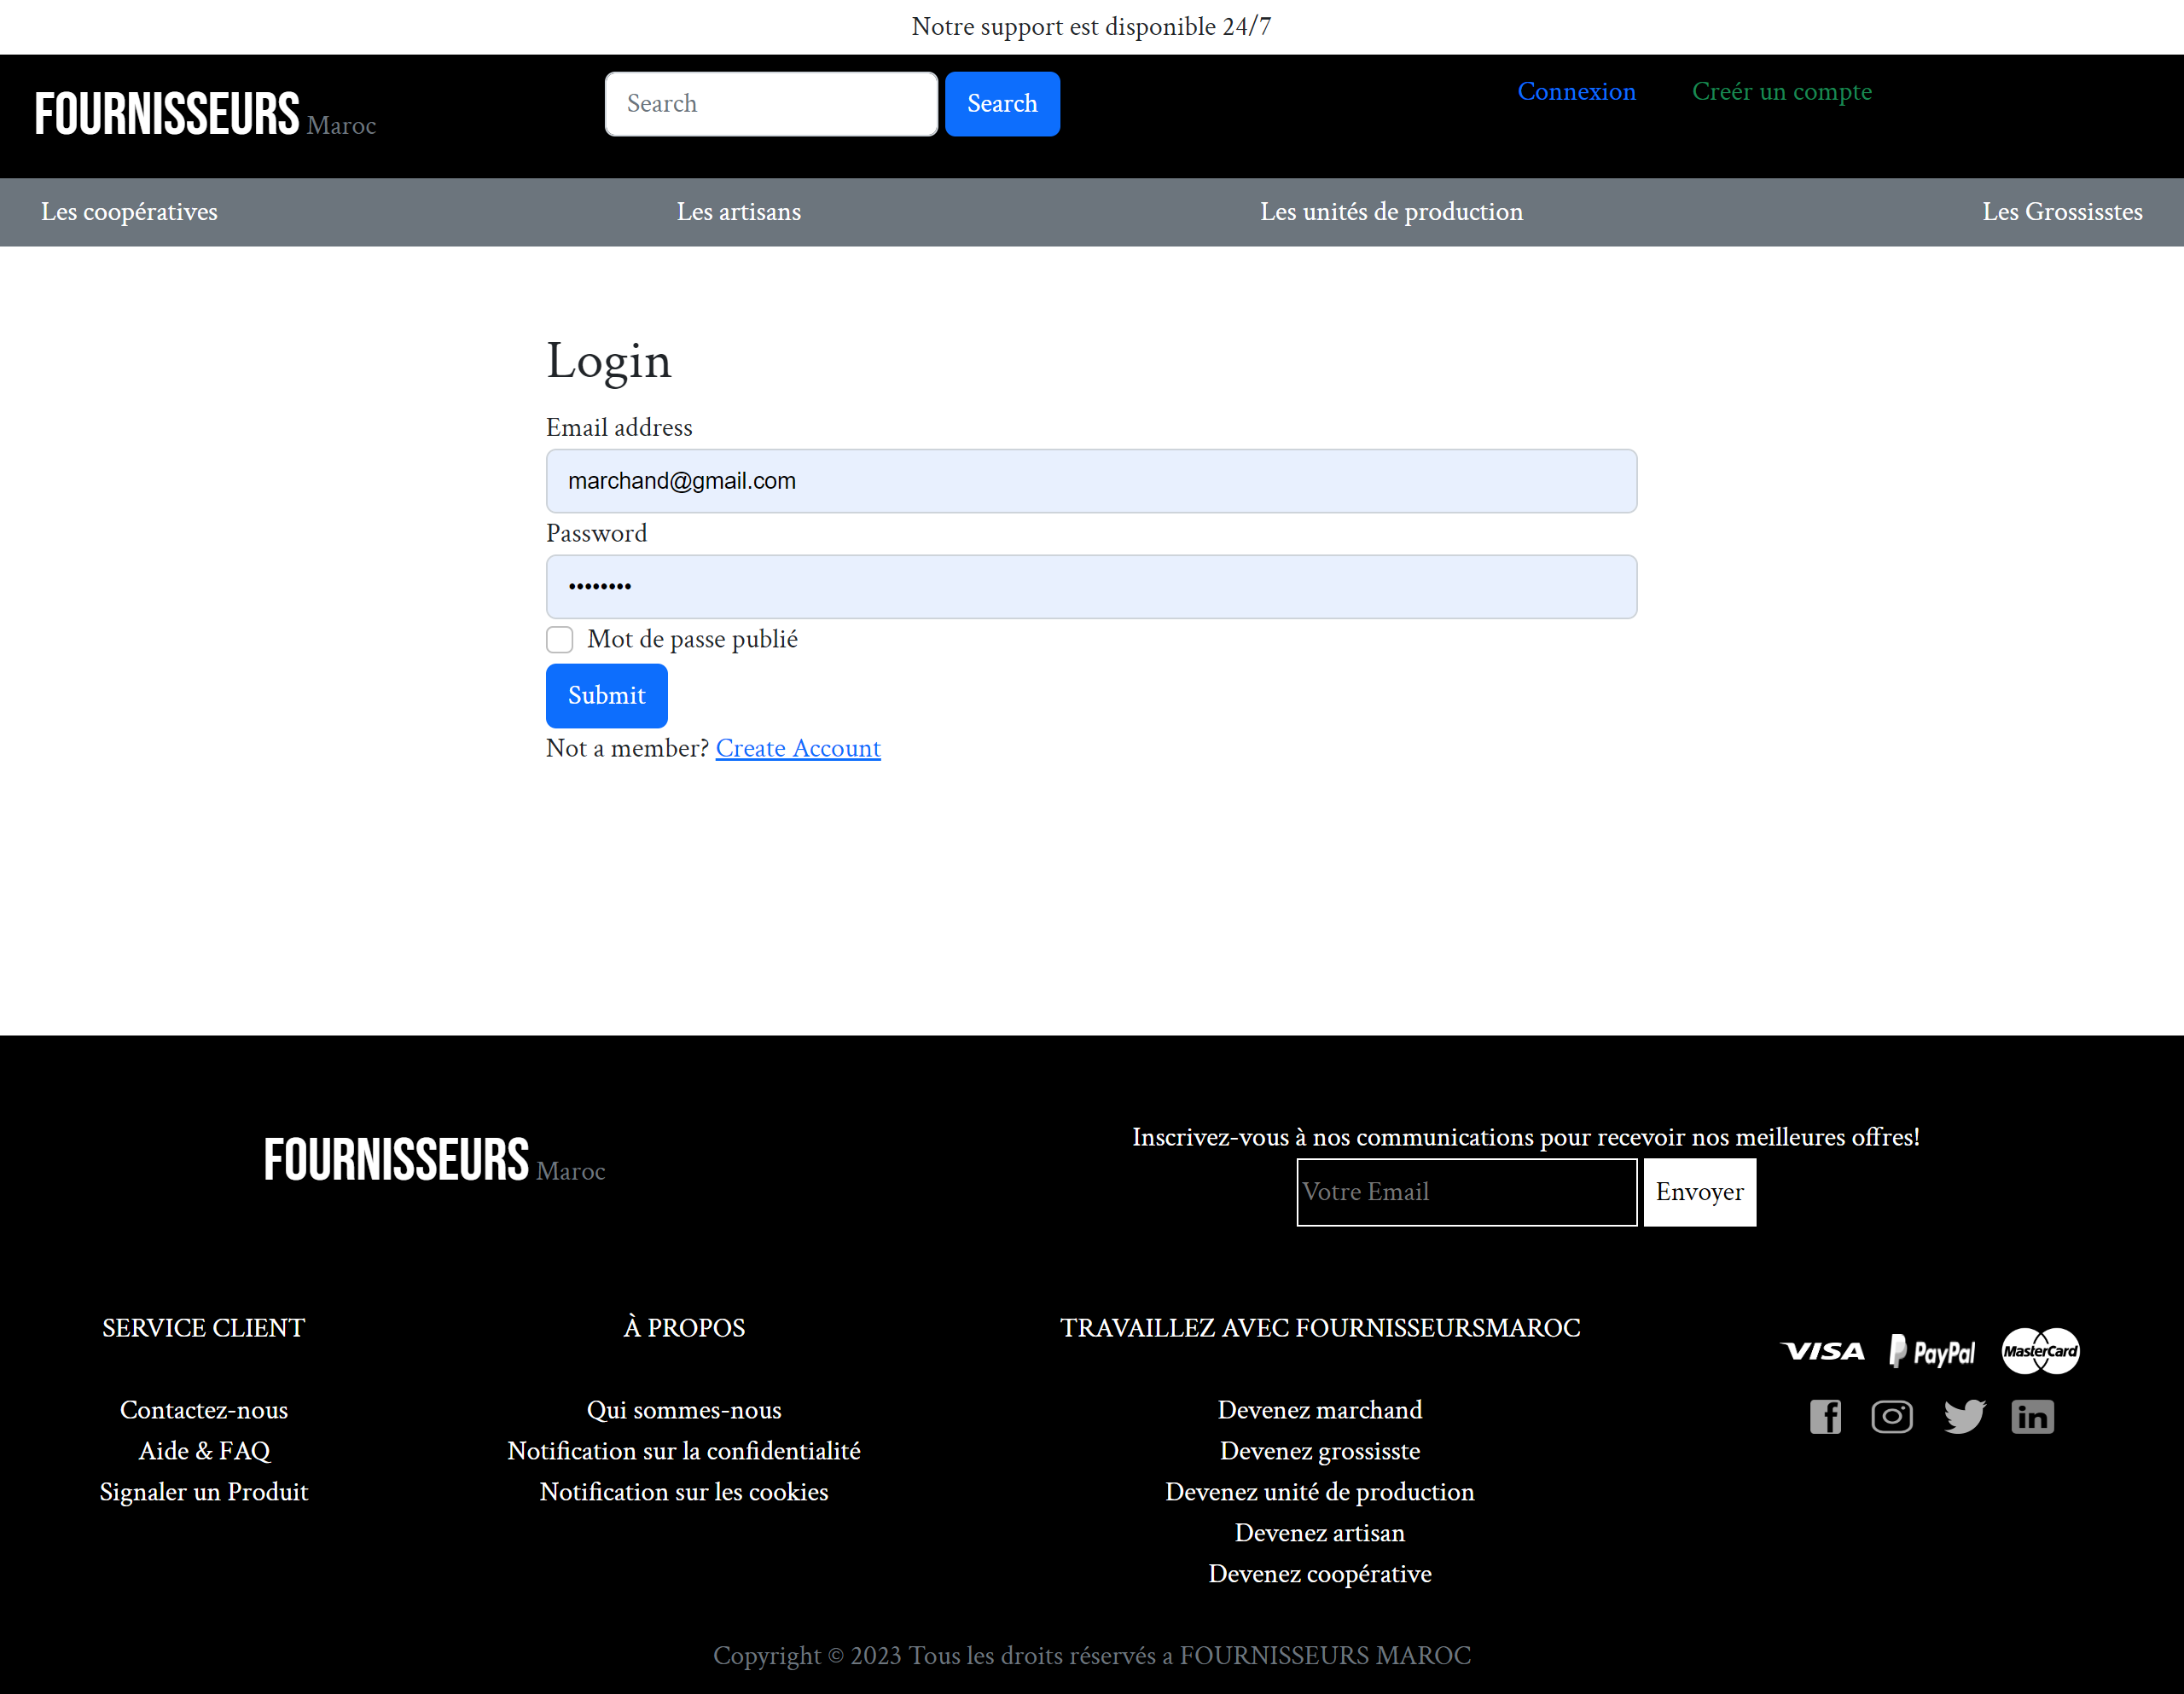 Notre support est disponible 24/7
FOURNISSEURS Maroc
Search
Search
Connexion
Creér un compte
Les coopératives
Les artisans
Les unités de production
Les Grossisstes
Login
Email address
marchand@gmail.com
Password
••••••••
Mot de passe publié
Submit
Not a member? Create Account
FOURNISSEURS Maroc
Inscrivez-vous à nos communications pour recevoir nos meilleures offres!
Votre Email
Envoyer
SERVICE CLIENT
Contactez-nous
Aide & FAQ
Signaler un Produit
À PROPOS
Qui sommes-nous
Notification sur la confidentialité
Notification sur les cookies
TRAVAILLEZ AVEC FOURNISSEURSMAROC
Devenez marchand
Devenez grossisste
Devenez unité de production
Devenez artisan
Devenez coopérative
VISA
P PayPal
MasterCard
in
Copyright © 2023 Tous les droits réservés a FOURNISSEURS MAROC